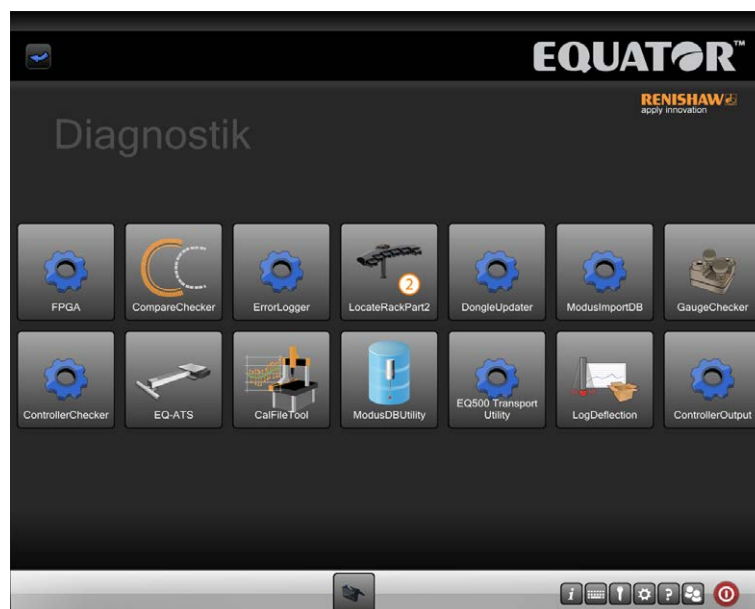 EQUATOR™
RENISHAW
apply innovation
Diagnostik
FPGA
CompareChecker
ErrorLogger
2
LocateRackPart2
DongleUpdater
ModusImportDB
GaugeChecker
ControllerChecker
EQ-ATS
CalFileTool
ModusDBUtility
EQ500 Transport
Utility
LogDeflection
ControllerOutput
i
?